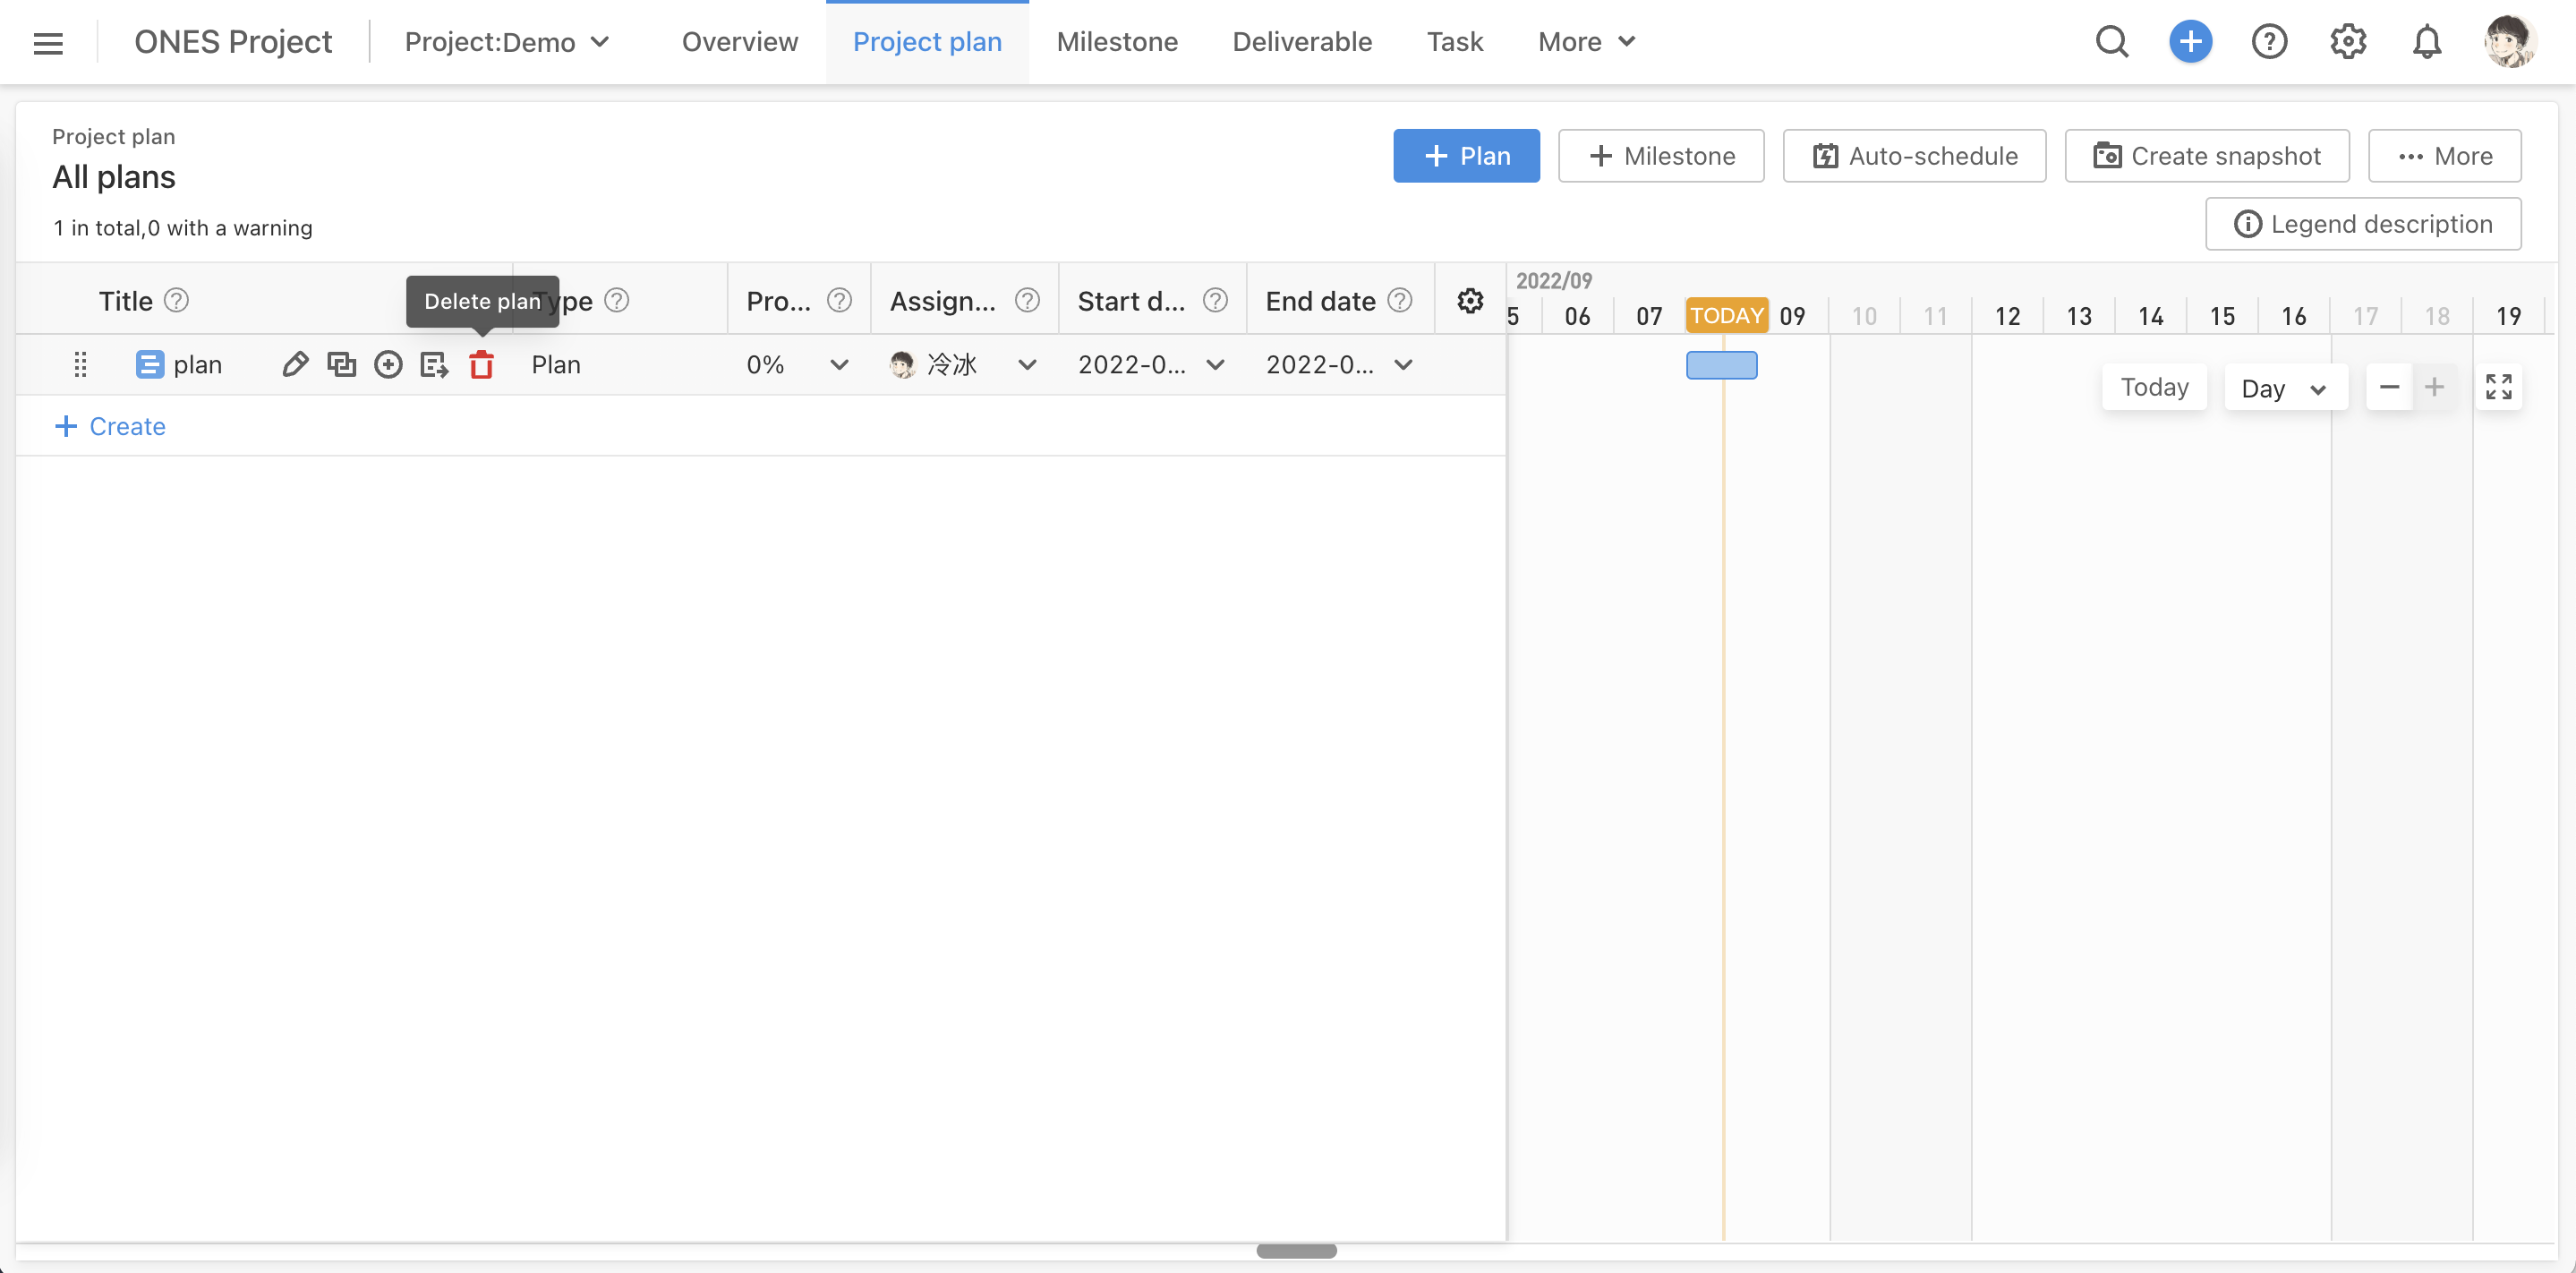 ONES Project
Project:Demo
Overview
Project plan
Milestone
Deliverable
Task
More
Project plan
All plans
1 in total,0 with a warning
Plan
Milestone
Auto-schedule
Create snapshot
More
Legend description
Title
Delete plan
Pro...
Assign...
Start d...
End date
2022/09
06
07
TODAY
09
10
11
12
13
14
15
16
17
18
19
plan
Plan
0%
冷冰
2022-0...
2022-0...
Today
Day
Create